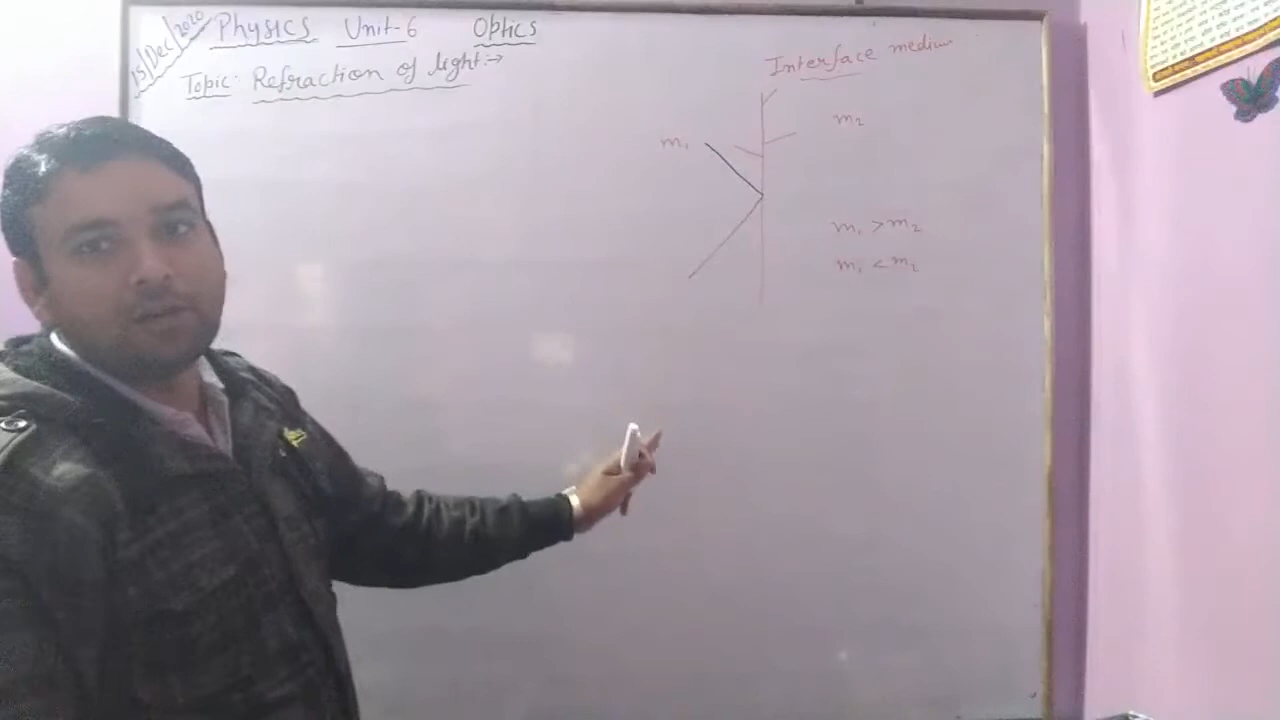 15/Dec/2020
Physics Unit-6 Optics
Topic: Refraction of light:→
Interface medium
m₁
m₂
m₁ > m₂
m₁ < m₂